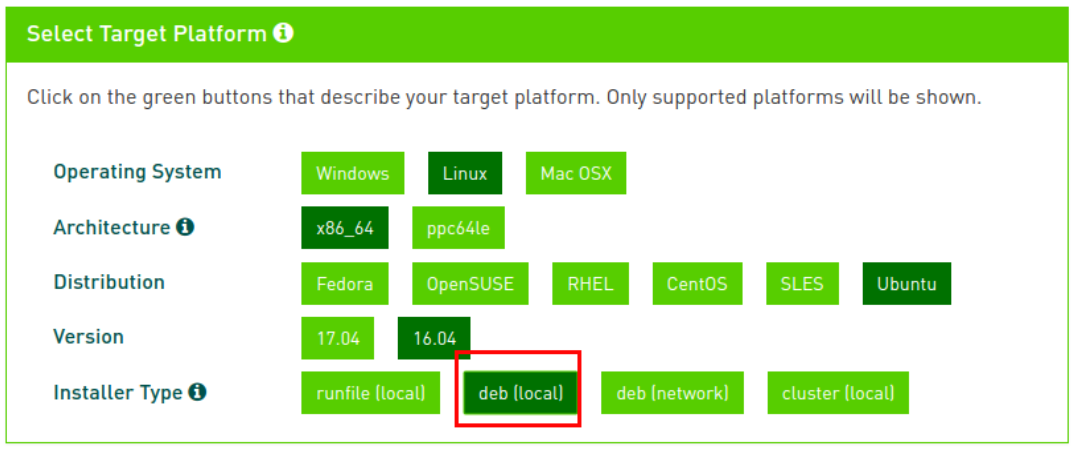 Select Target Platform
Click on the green buttons that describe your target platform. Only supported platforms will be shown.
Operating System Windows Linux Mac OSX
Architecture x86_64 ppc64le
Distribution Fedora OpenSUSE RHEL CentOS SLES Ubuntu
Version 17.04 16.04
Installer Type runfile (local) deb (local) deb (network) cluster (local)